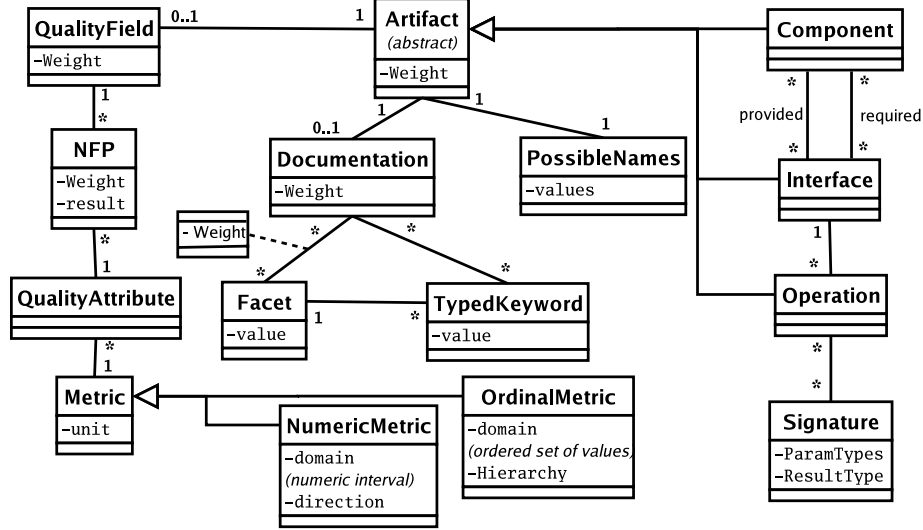 QualityField
-Weight
0..1
1
Artifact
(abstract)
-Weight
Component
1
*
1
0..1
1
1
*
*
provided
required
*
*
NFP
-Weight
-result
Documentation
-Weight
PossibleNames
-values
Interface
*
1
- Weight
*
*
*
*
1
*
QualityAttribute
Facet
-value
1
*
TypedKeyword
-value
Operation
*
1
*
*
Metric
-unit
NumericMetric
-domain
(numeric interval)
-direction
OrdinalMetric
-domain
(ordered set of values)
-Hierarchy
Signature
-ParamTypes
-ResultType